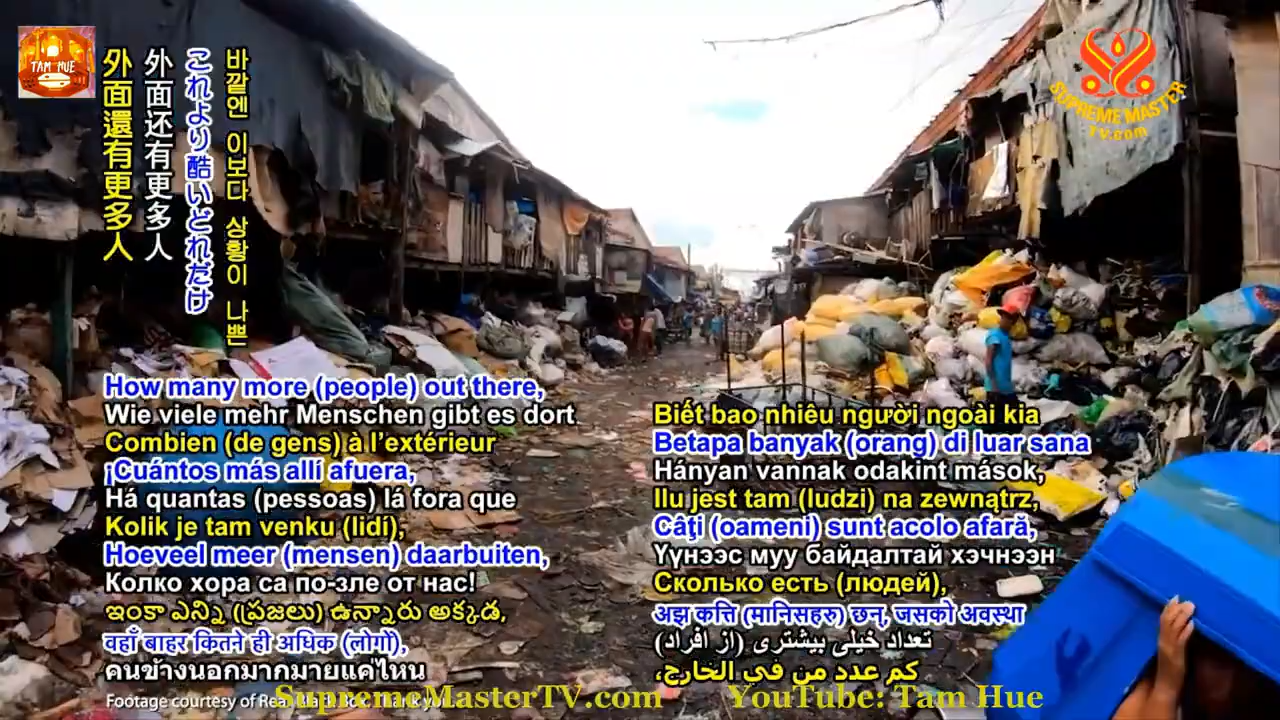 TAM HUE
外面還有更多人
外面还有更多人
これより酷いどれだけ
바깥엔 이보다 상황이 나쁜
SUPREME MASTER
TV.com
How many more (people) out there,
Wie viele mehr Menschen gibt es dort
Combien (de gens) à l'extérieur
¡Cuántos más allí afuera,
Há quantas (pessoas) lá fora que
Kolik je tam venku (lidí),
Hoeveel meer (mensen) daarbuiten,
Колко хора са по-зле от нас!
ఇంకా ఎన్ని (ప్రజలు) ఉన్నారు అక్కడ,
वहाँ बाहर कितने ही अधिक (लोगों),
คนข้างนอกมากมายแค่ไหน
Biết bao nhiêu người ngoài kia
Betapa banyak (orang) di luar sana
Hányan vannak odakint mások,
Ilu jest tam (ludzi) na zewnątrz,
Câţi (oameni) sunt acolo afară,
Үүнээс муу байдалтай хэчнээн
Сколько есть (людей),
अझ कत्ति (मानिसहरु) छन्, जसको अवस्था
تعداد خیلی بیشتری (از افراد)
كم عدد من في الخارج،
Footage courtesy of Real
SupremeMasterTV.com
YouTube: Tam Hue